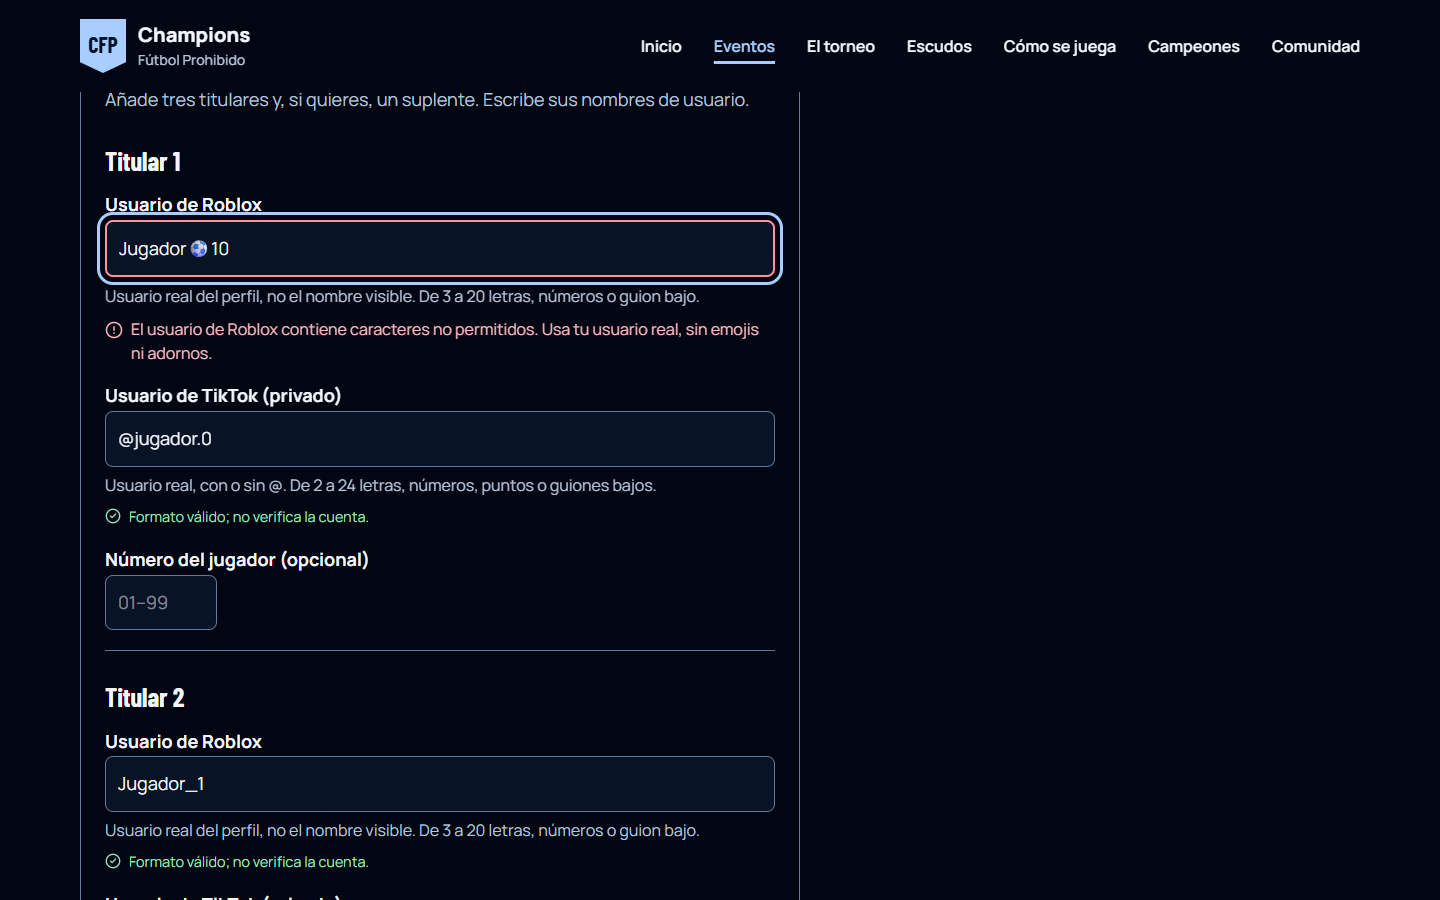 CFP
Champions
Fútbol Prohibido
Inicio
Eventos
El torneo
Escudos
Cómo se juega
Campeones
Comunidad
Añade tres titulares y, si quieres, un suplente. Escribe sus nombres de usuario.
Titular 1
Usuario de Roblox
Jugador ⚽ 10
Usuario real del perfil, no el nombre visible. De 3 a 20 letras, números o guion bajo.
El usuario de Roblox contiene caracteres no permitidos. Usa tu usuario real, sin emojis
ni adornos.
Usuario de TikTok (privado)
@jugador.0
Usuario real, con o sin @. De 2 a 24 letras, números, puntos o guiones bajos.
Formato válido; no verifica la cuenta.
Número del jugador (opcional)
01–99
Titular 2
Usuario de Roblox
Jugador_1
Usuario real del perfil, no el nombre visible. De 3 a 20 letras, números o guion bajo.
Formato válido; no verifica la cuenta.